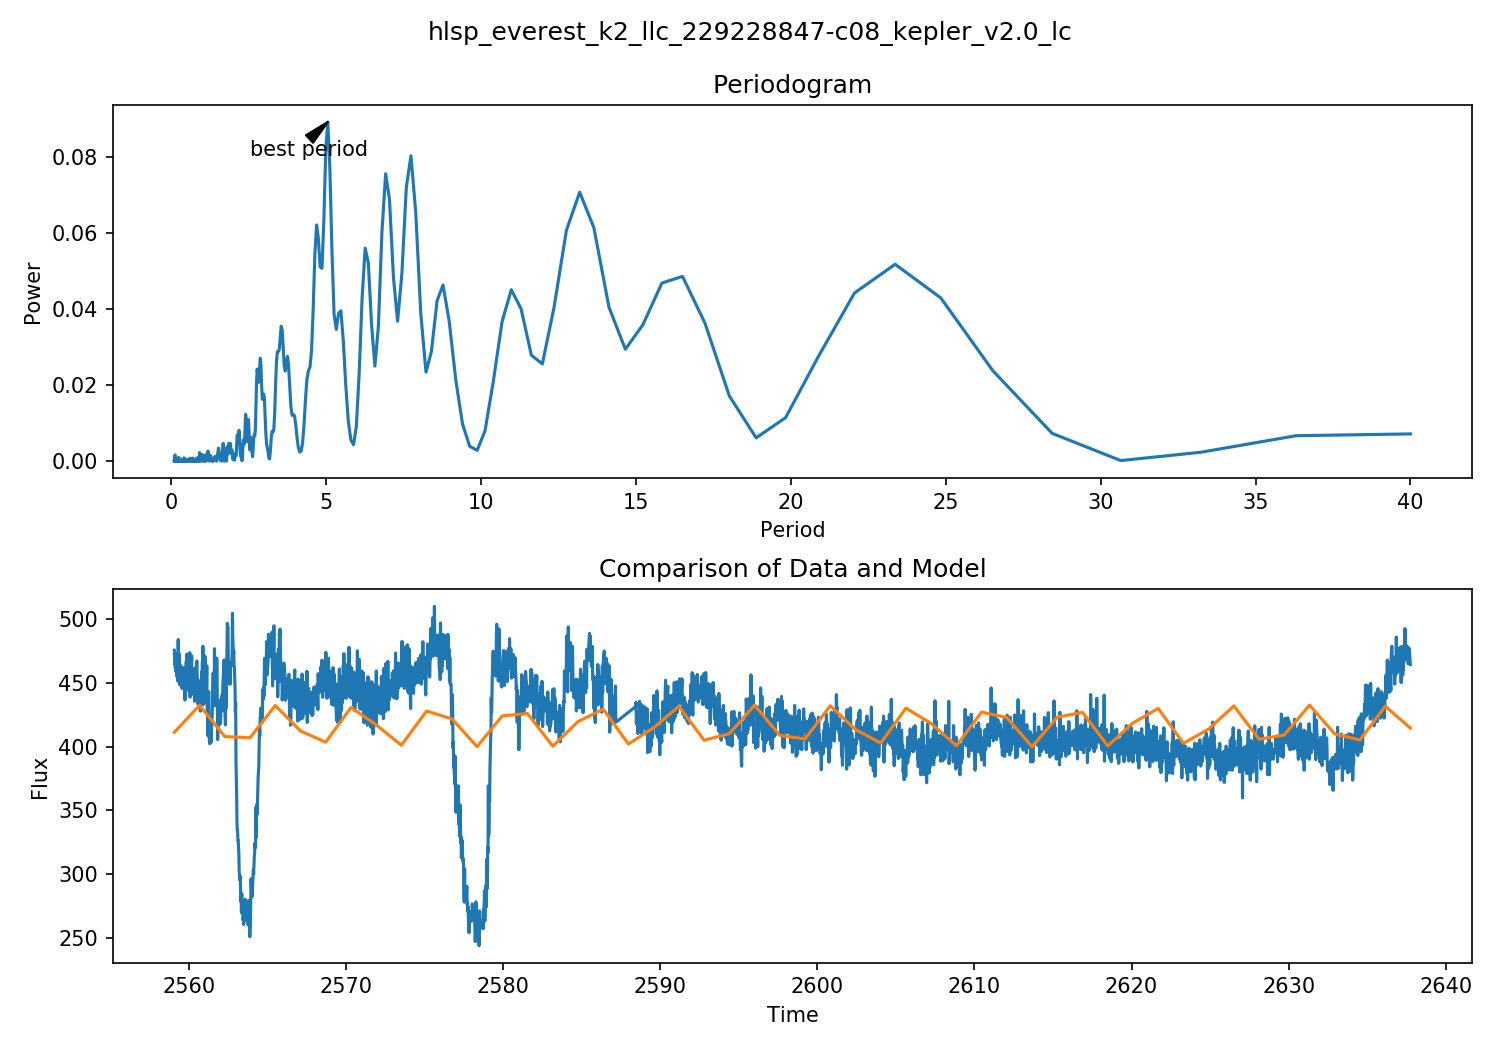 hlsp_everest_k2_llc_229228847-c08_kepler_v2.0_lc
Periodogram
best period
0.08
0.06
0.04
0.02
0.00
Power
0 5 10 15 20 25 30 35 40
Period
Comparison of Data and Model
500
450
400
350
300
250
Flux
2560 2570 2580 2590 2600 2610 2620 2630 2640
Time